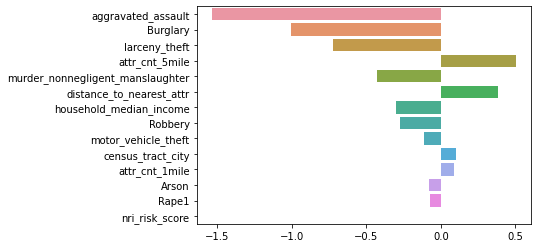 aggravated_assault
Burglary
larceny_theft
attr_cnt_5mile
murder_nonnegligent_manslaughter
distance_to_nearest_attr
household_median_income
Robbery
motor_vehicle_theft
census_tract_city
attr_cnt_1mile
Arson
Rape1
nri_risk_score
−1.5 −1.0 −0.5 0.0 0.5